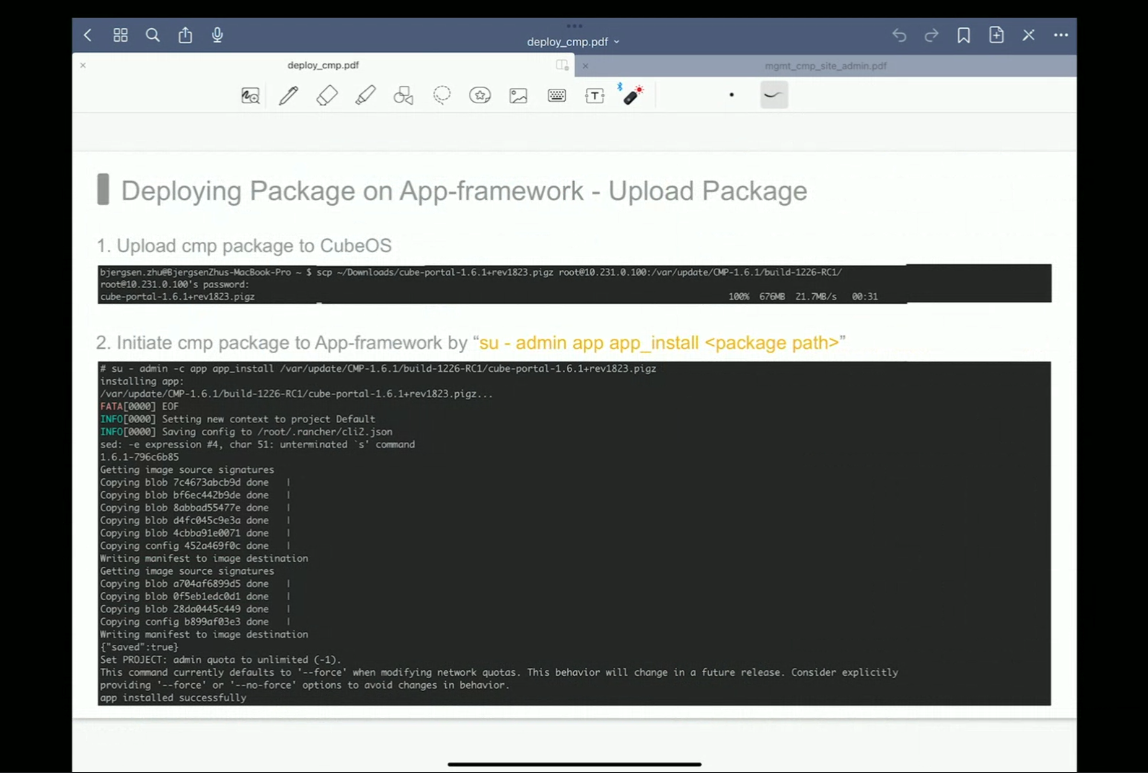 deploy_cmp.pdf
deploy_cmp.pdf
mgmt_cmp_site_admin.pdf
Deploying Package on App-framework - Upload Package
1. Upload cmp package to CubeOS
bjergsen.zhu@BjergsenZhus-MacBook-Pro ~ $ scp ~/Downloads/cube-portal-1.6.1+rev1823.pigz root@10.231.0.100:/var/update/CMP-1.6.1/build-1226-RC1/
root@10.231.0.100's password:
cube-portal-1.6.1+rev1823.pigz 100% 676MB 21.7MB/s 00:31
2. Initiate cmp package to App-framework by “su - admin app app_install <package path>”
# su - admin -c app app_install /var/update/CMP-1.6.1/build-1226-RC1/cube-portal-1.6.1+rev1823.pigz
installing app:
/var/update/CMP-1.6.1/build-1226-RC1/cube-portal-1.6.1+rev1823.pigz...
FATA[0000] EOF
INFO[0000] Setting new context to project Default
INFO[0000] Saving config to /root/.rancher/cli2.json
sed: -e expression #4, char 51: unterminated `s' command
1.6.1-796c6b85
Getting image source signatures
Copying blob 7c4673abcb9d done |
Copying blob bf6ec442b9de done |
Copying blob 8abbad55477e done |
Copying blob d4fc045c9e3a done |
Copying blob 4cbba91e0071 done |
Copying config 452a469f0c done |
Writing manifest to image destination
Getting image source signatures
Copying blob a704af6899d5 done |
Copying blob 0f5eb1edc0d1 done |
Copying blob 28da0445c449 done |
Copying config b899af03e3 done |
Writing manifest to image destination
{"saved":true}
Set PROJECT: admin quota to unlimited (-1).
This command currently defaults to '--force' when modifying network quotas. This behavior will change in a future release. Consider explicitly
providing '--force' or '--no-force' options to avoid changes in behavior.
app installed successfully